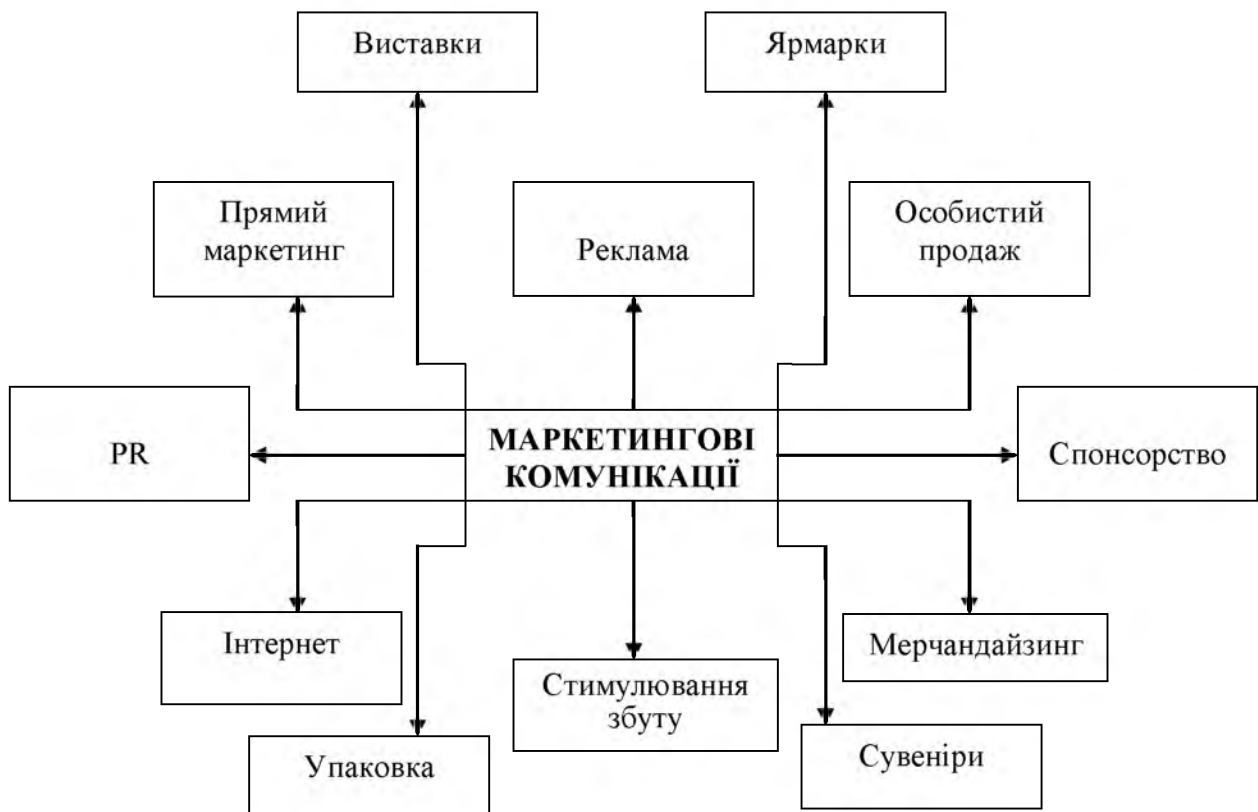 Виставки
Ярмарки
Прямий
маркетинг
Реклама
Особистий
продаж
PR
МАРКЕТИНГОВІ
КОМУНІКАЦІЇ
Спонсорство
Інтернет
Стимулювання
збуту
Мерчандайзинг
Упаковка
Сувеніри